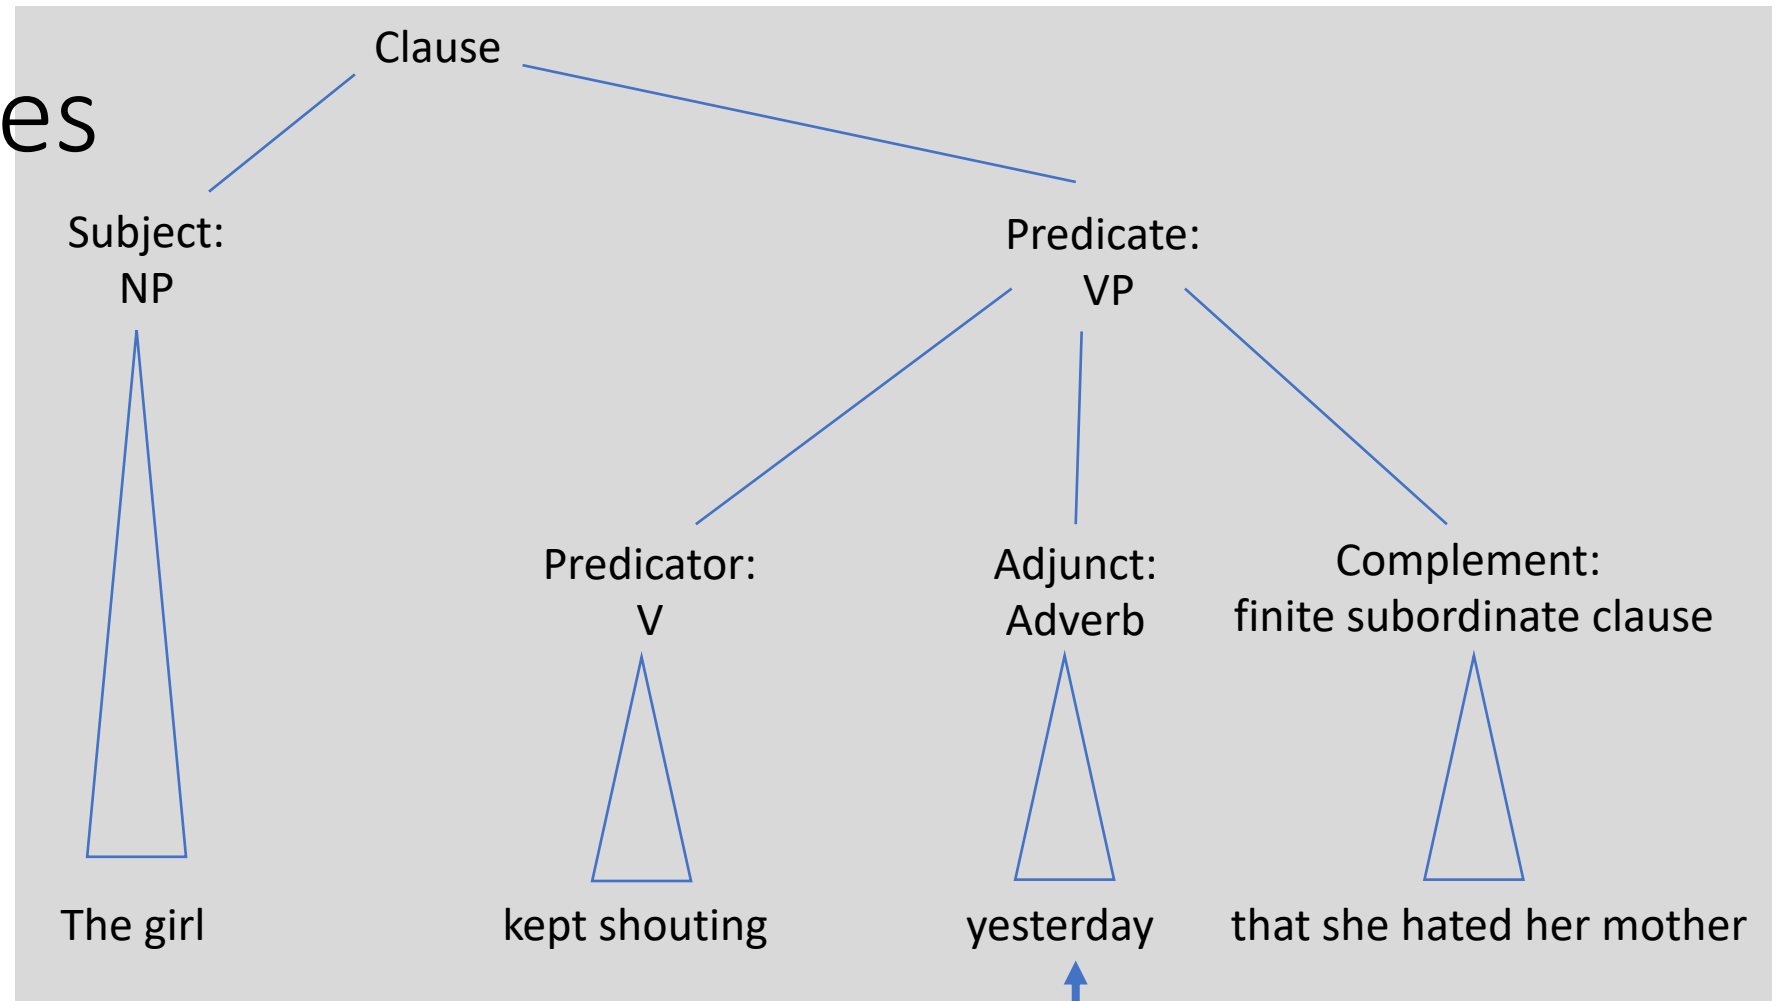 Clause
es
Subject:
NP
Predicate:
VP
Predicator:
V
Adjunct:
Adverb
Complement:
finite subordinate clause
The girl
kept shouting
yesterday
that she hated her mother